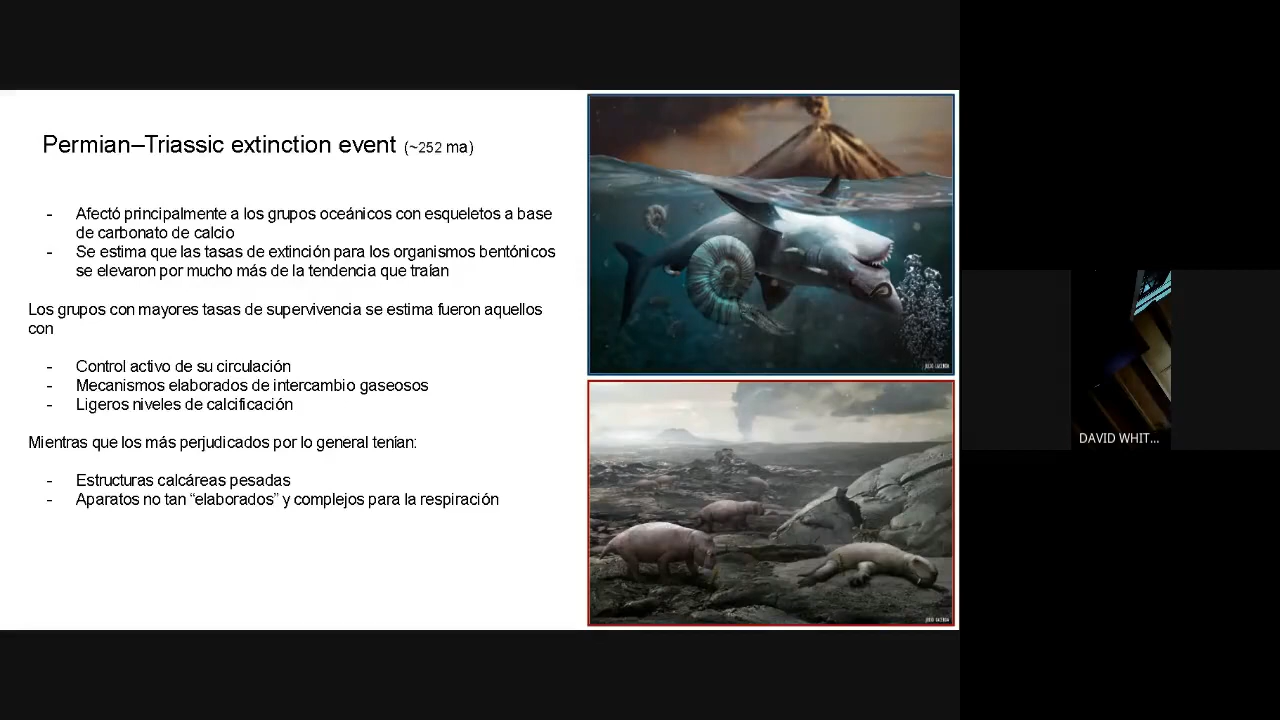 Permian–Triassic extinction event (~252 ma)
- Afectó principalmente a los grupos oceánicos con esqueletos a base
de carbonato de calcio
- Se estima que las tasas de extinción para los organismos bentónicos
se elevaron por mucho más de la tendencia que traían
Los grupos con mayores tasas de supervivencia se estima fueron aquellos
con
- Control activo de su circulación
- Mecanismos elaborados de intercambio gaseosos
- Ligeros niveles de calcificación
Mientras que los más perjudicados por lo general tenían:
- Estructuras calcáreas pesadas
- Aparatos no tan “elaborados” y complejos para la respiración
JULIO LACERDA
JULIO LACERDA
DAVID WHIT...